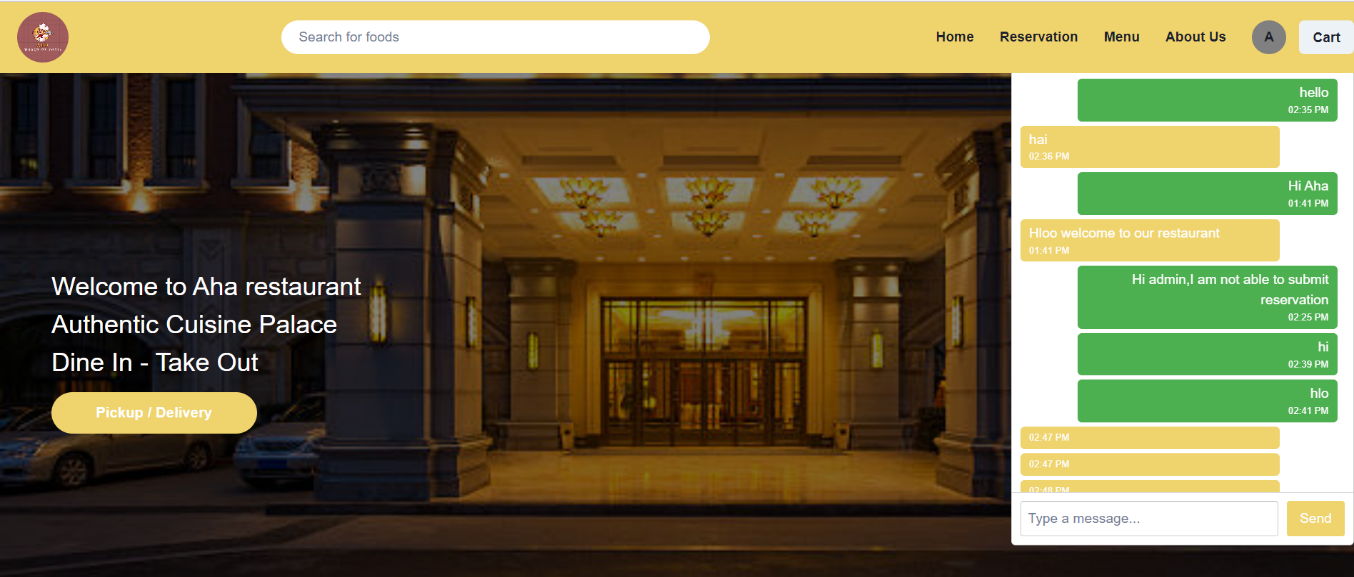 Search for foods
Home
Reservation
Menu
About Us
A
Cart
hello
02:35 PM
hai
02:36 PM
Hi Aha
01:41 PM
Hloo welcome to our restaurant
01:41 PM
Hi admin,I am not able to submit
reservation
02:25 PM
hi
02:39 PM
hlo
02:41 PM
02:47 PM
02:47 PM
02:48 PM
Type a message...
Send
Welcome to Aha restaurant
Authentic Cuisine Palace
Dine In - Take Out
Pickup / Delivery